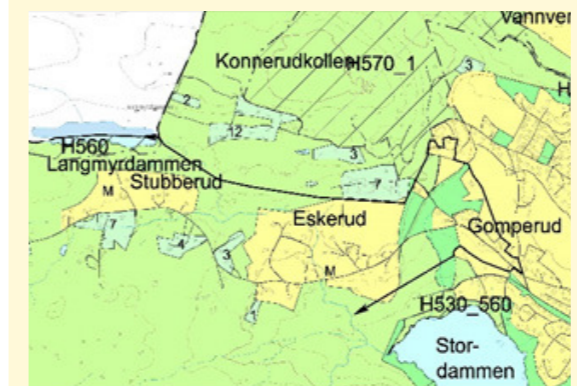 Vannver
Konnerudkollen
H570_1
3
2
12
H
H560
Langmyrdammen
Stubberud
3
7
M
Eskerud
Gomperud
7
4
3
M
H530_560
Stor-
dammen